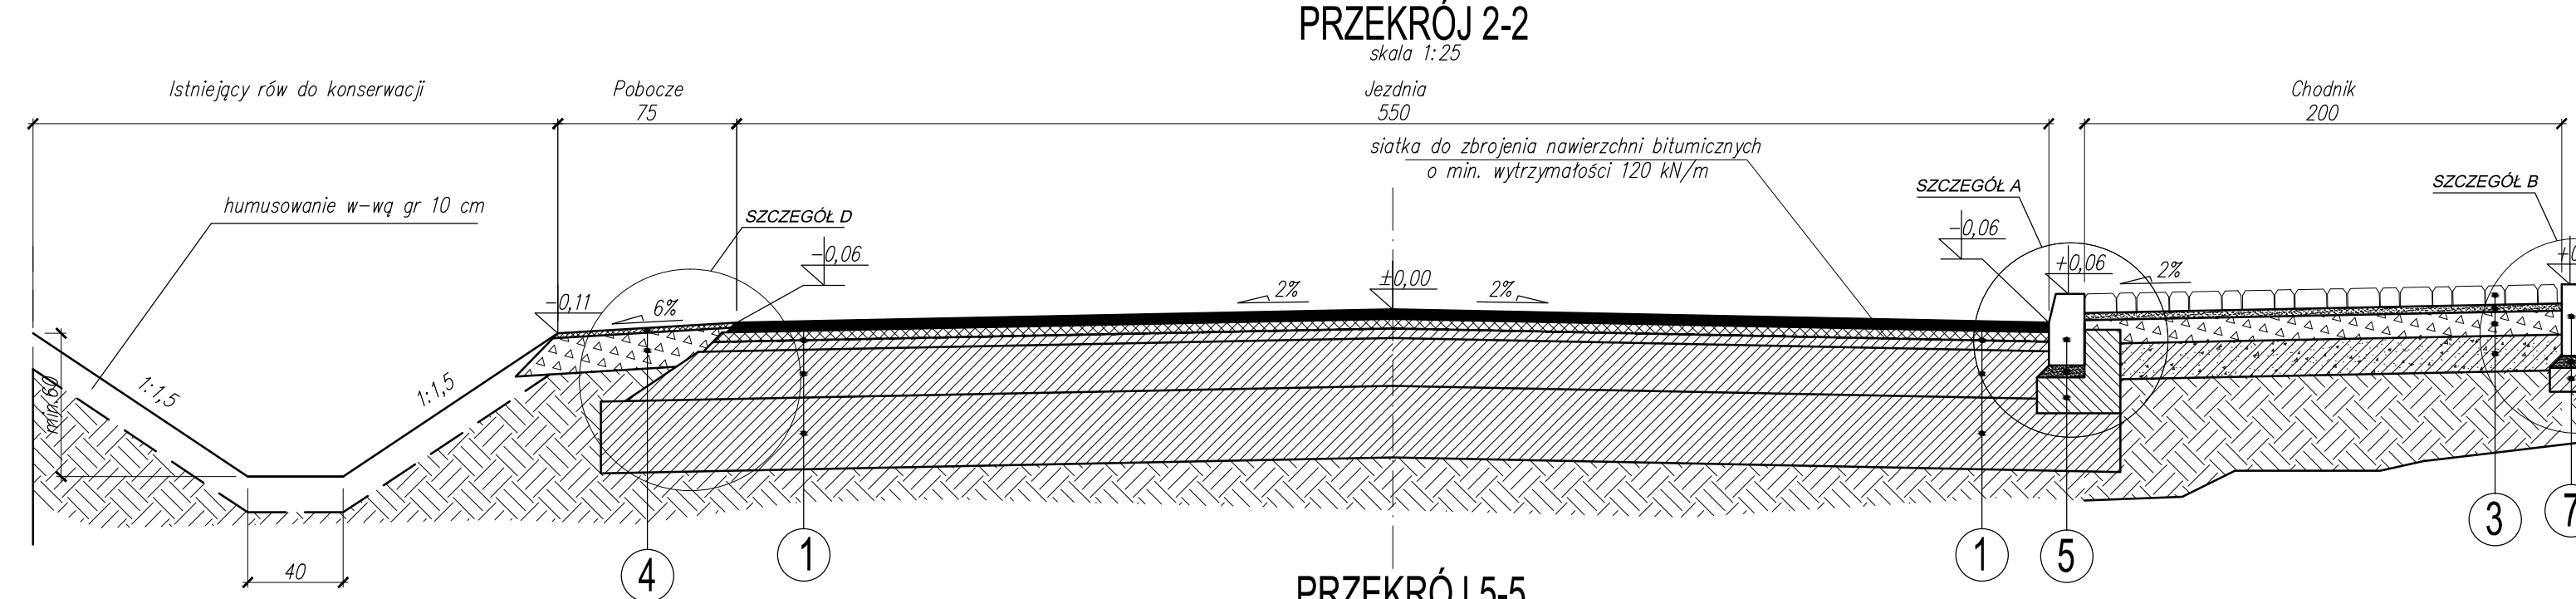 PRZEKRÓJ 2-2
skala 1:25
Istniejący rów do konserwacji
Pobocze
75
Jezdnia
550
Chodnik
200
siatka do zbrojenia nawierzchni bitumicznych
o min. wytrzymałości 120 kN/m
humusowanie w-wą gr 10 cm
SZCZEGÓŁ D
SZCZEGÓŁ A
SZCZEGÓŁ B
-0,11
6%
-0,06
2%
±0,00
2%
-0,06
+0,06
2%
min.60
1:1,5
1:1,5
40
4
1
1
5
3
7
PRZEKRÓJ 5-5